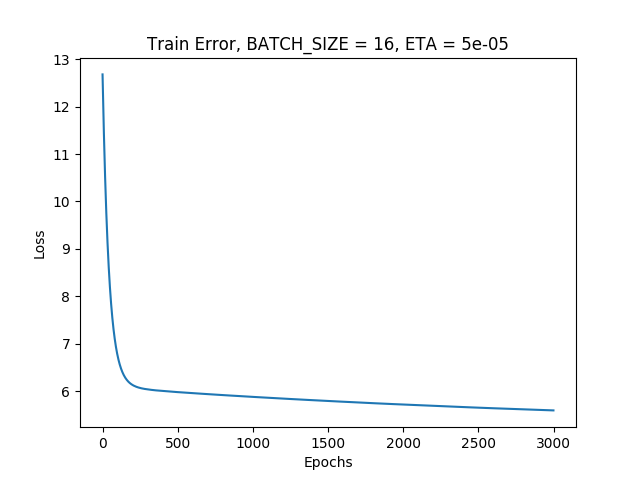 Train Error, BATCH_SIZE = 16, ETA = 5e-05
13
12
11
10
9
8
7
6
Loss
0 500 1000 1500 2000 2500 3000
Epochs